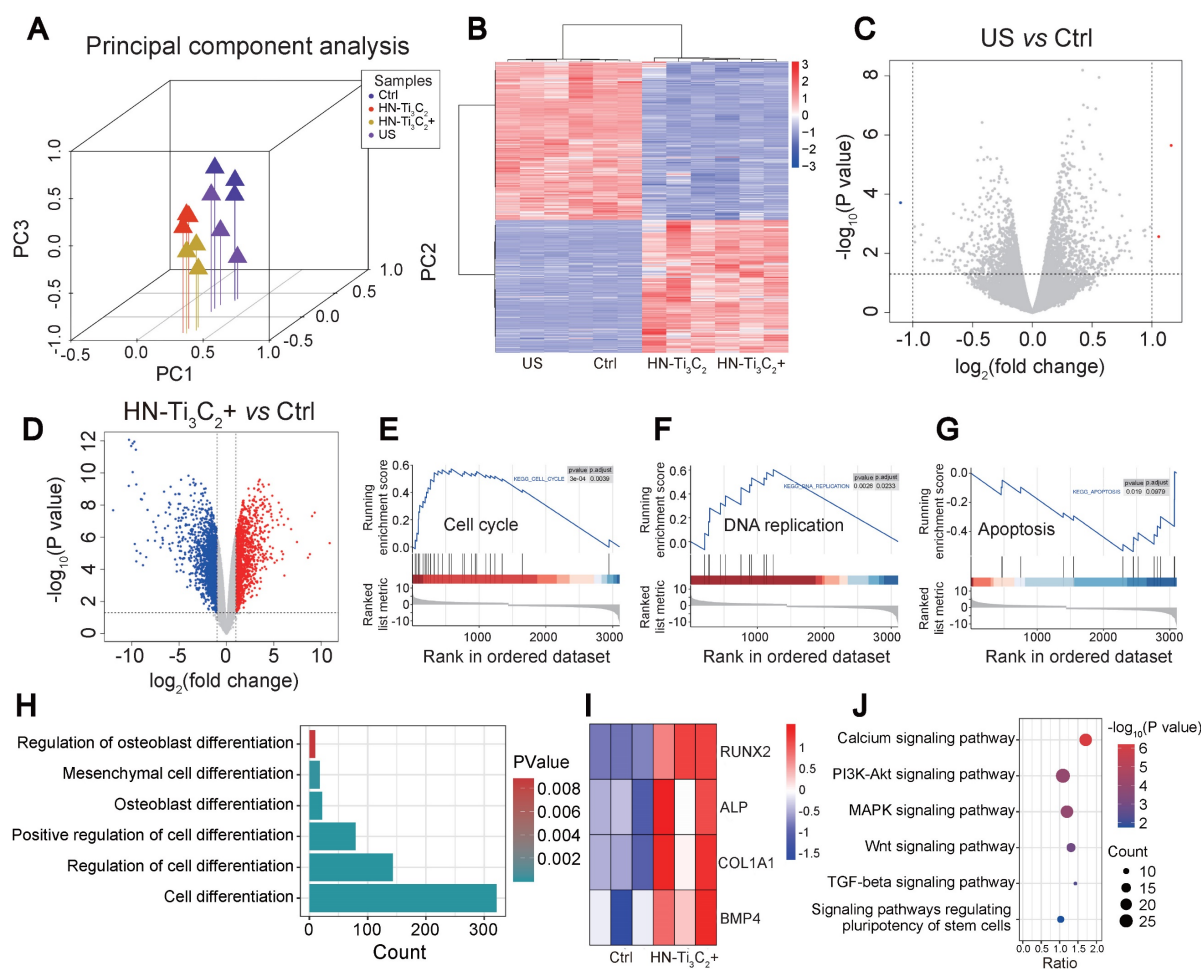 A
Principal component analysis
Samples
Ctrl
HN-Ti3C2
HN-Ti3C2+
US
PC3
1.0
0.5
0.0
-0.5
-1.0
-0.5
0.0
0.5
1.0
PC1
-0.5
0.0
0.5
1.0
PC2
B
3
2
1
0
-1
-2
-3
US
Ctrl
HN-Ti3C2
HN-Ti3C2+
C
US vs Ctrl
-log10(P value)
8
6
4
2
0
-1.0
-0.5
0.0
0.5
1.0
log2(fold change)
D
HN-Ti3C2+ vs Ctrl
-log10(P value)
12
10
8
6
4
2
0
-10
-5
0
5
10
log2(fold change)
E
Running
enrichment score
0.6
0.4
0.2
0.0
pvalue p.adjust
KEGG_CELL_CYCLE 3e-04 0.0039
Cell cycle
Ranked
list metric
10
0
-10
1000
2000
3000
Rank in ordered dataset
F
Running
enrichment score
0.6
0.4
0.2
0.0
pvalue p.adjust
KEGG_DNA_REPLICATION 0.0026 0.0233
DNA replication
Ranked
list metric
10
0
-10
1000
2000
3000
Rank in ordered dataset
G
Running
enrichment score
0.0
-0.2
-0.4
pvalue p.adjust
KEGG_APOPTOSIS 0.019 0.0979
Apoptosis
Ranked
list metric
10
0
-10
1000
2000
3000
Rank in ordered dataset
H
Regulation of osteoblast differentiation
Mesenchymal cell differentiation
Osteoblast differentiation
Positive regulation of cell differentiation
Regulation of cell differentiation
Cell differentiation
0
100
200
300
Count
PValue
0.008
0.006
0.004
0.002
I
RUNX2
ALP
COL1A1
BMP4
Ctrl
HN-Ti3C2+
1.5
1
0.5
0
-0.5
-1
-1.5
J
Calcium signaling pathway
PI3K-Akt signaling pathway
MAPK signaling pathway
Wnt signaling pathway
TGF-beta signaling pathway
Signaling pathways regulating
pluripotency of stem cells
0.0 0.5 1.0 1.5 2.0
Ratio
-log10(P value)
6
5
4
3
2
Count
10
15
20
25